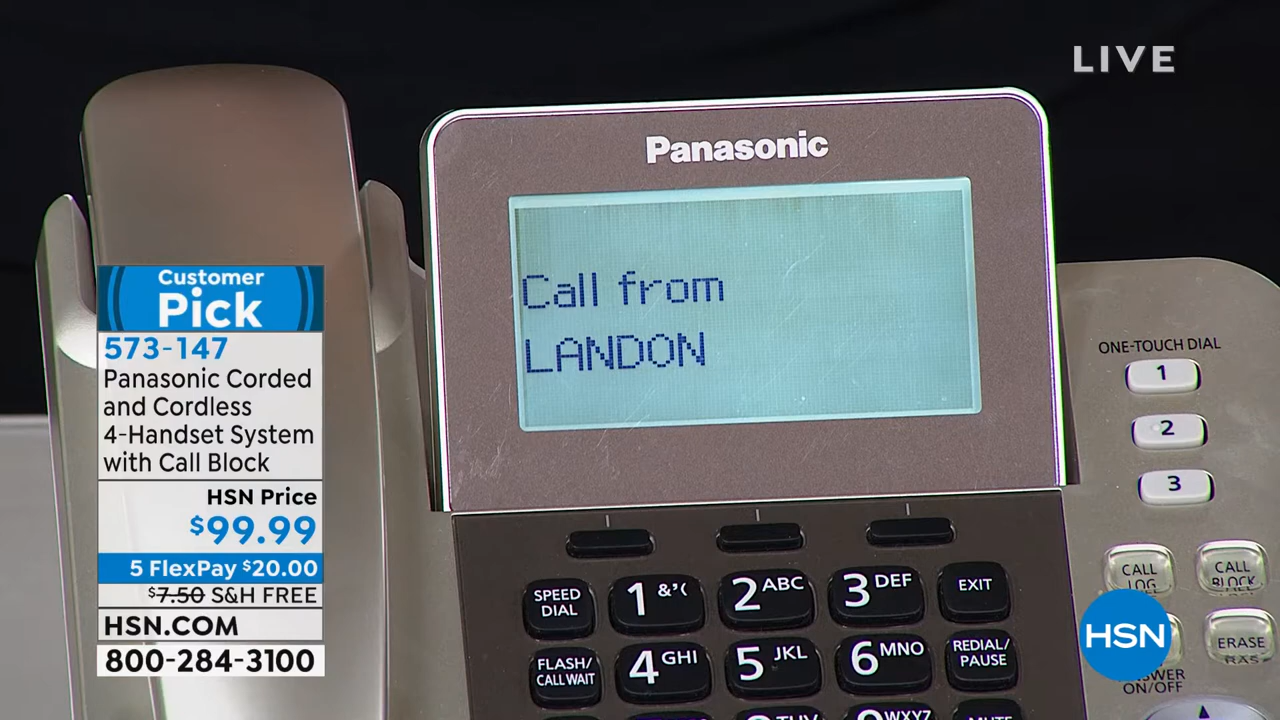 LIVE
Panasonic
Call from
LANDON
Customer
Pick
573-147
Panasonic Corded
and Cordless
4-Handset System
with Call Block
HSN Price
$99.99
5 FlexPay $20.00
$7.50 S&H FREE
HSN.COM
800-284-3100
ONE-TOUCH DIAL
1
2
3
CALL
LOG
CALL
BLOCK
HSN
ERASE
ON/OFF
SPEED
DIAL
1 &'(
2 ABC
3 DEF
EXIT
FLASH/
CALL WAIT
4 GHI
5 JKL
6 MNO
REDIAL/
PAUSE